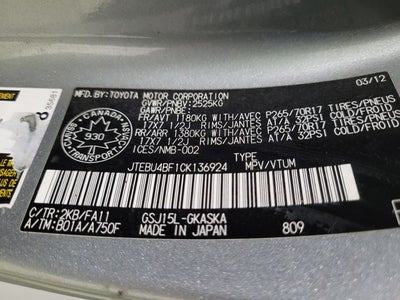 03/12
MFD.BY:TOYOTA MOTOR CORPORATION
GVWR/PNBV: 2525KG
GAWR/PNBE:
FR/AVT 1180KG WITH/AVEC P265/70R17 TIRES/PNEUS
17X7 1/2J RIMS/JANTES AT/A 32PSI COLD/FROID
RR/ARR 1380KG WITH/AVEC P265/70R17 TIRES/PNEUS
17X7 1/2J RIMS/JANTES AT/A 32PSI COLD/FROID
ICES/NMB-002
TYPE
JTEBU4BF1CK136924 MPV/VTUM
CANADA
930
TRANSPORT
C/TR:2KB/FA11 GSJ15L-GKASKA
A/TM:B01A/A750F MADE IN JAPAN 809
35681